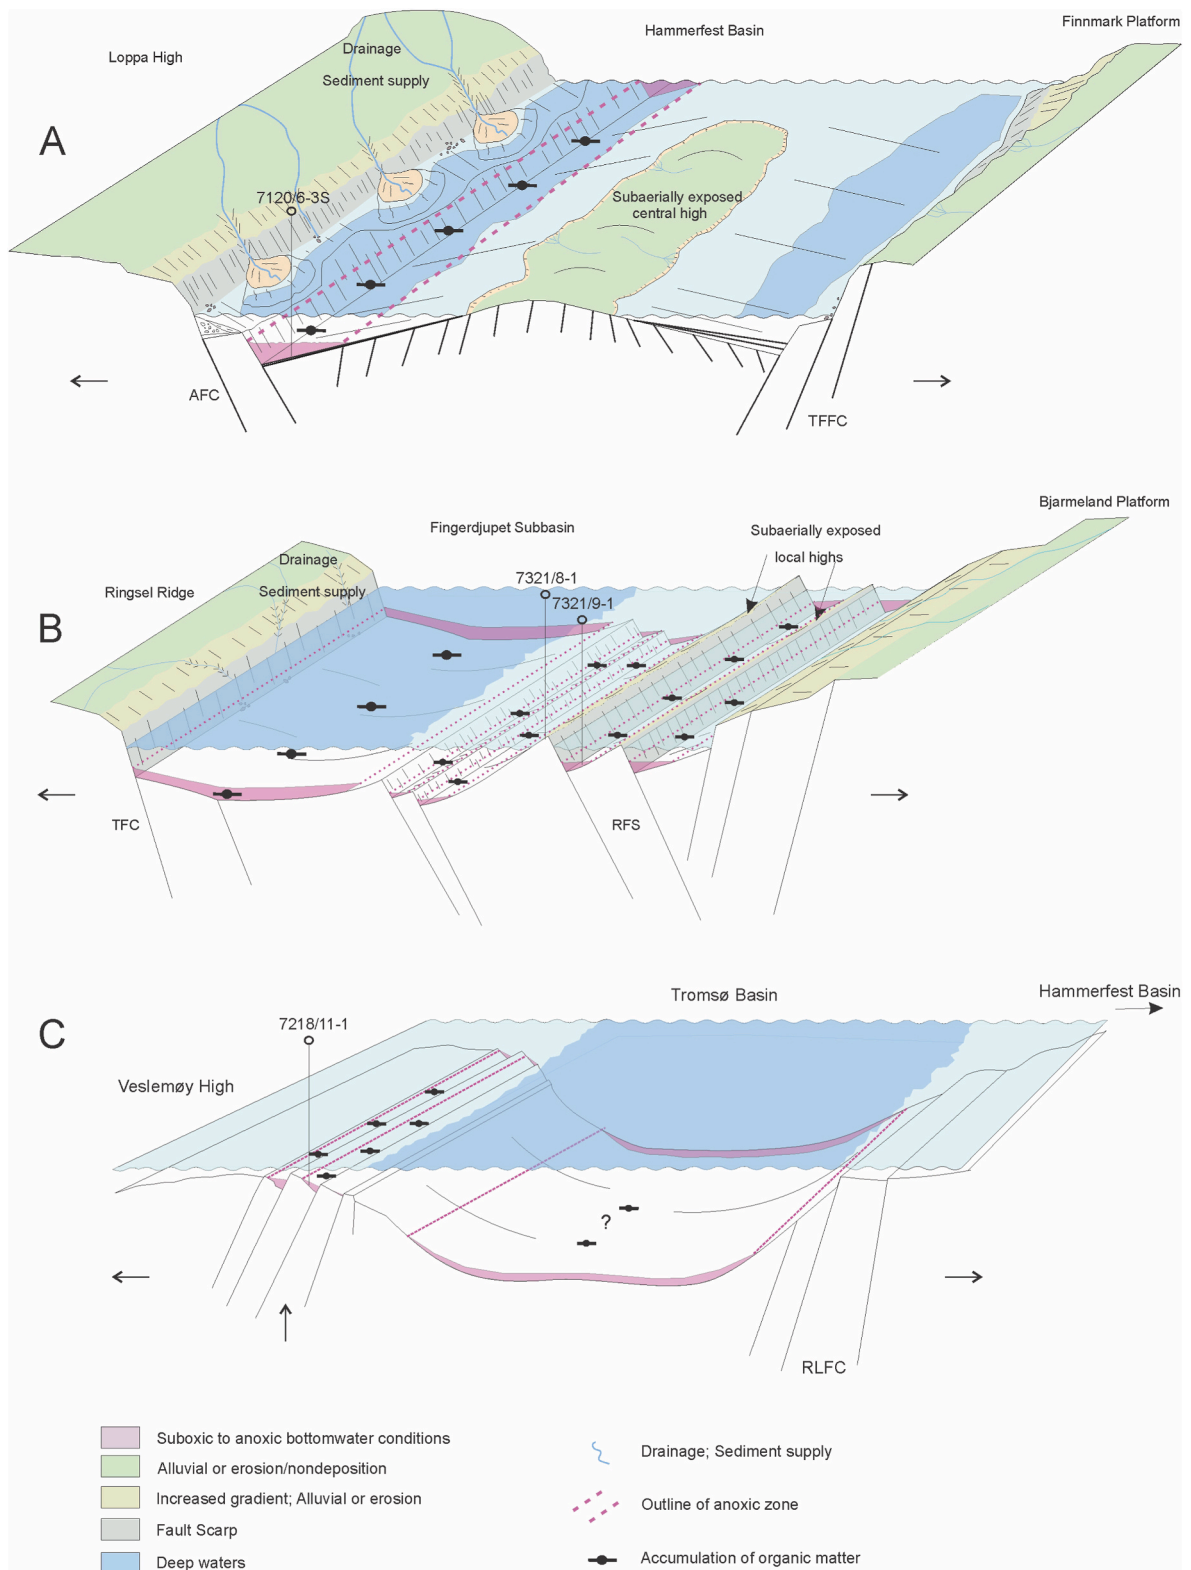 Finnmark Platform
Hammerfest Basin
Loppa High
Drainage
Sediment supply
A
7120/6-3S
Subaerially exposed
central high
AFC
TFFC
Bjarmeland Platform
Fingerdjupet Subbasin
Subaerially exposed
local highs
Drainage
Sediment supply
Ringsel Ridge
7321/8-1
7321/9-1
B
TFC
RFS
Hammerfest Basin
Tromsø Basin
C
7218/11-1
Veslemøy High
?
RLFC
Suboxic to anoxic bottomwater conditions
Alluvial or erosion/nondeposition
Increased gradient; Alluvial or erosion
Fault Scarp
Deep waters
Drainage; Sediment supply
Outline of anoxic zone
Accumulation of organic matter